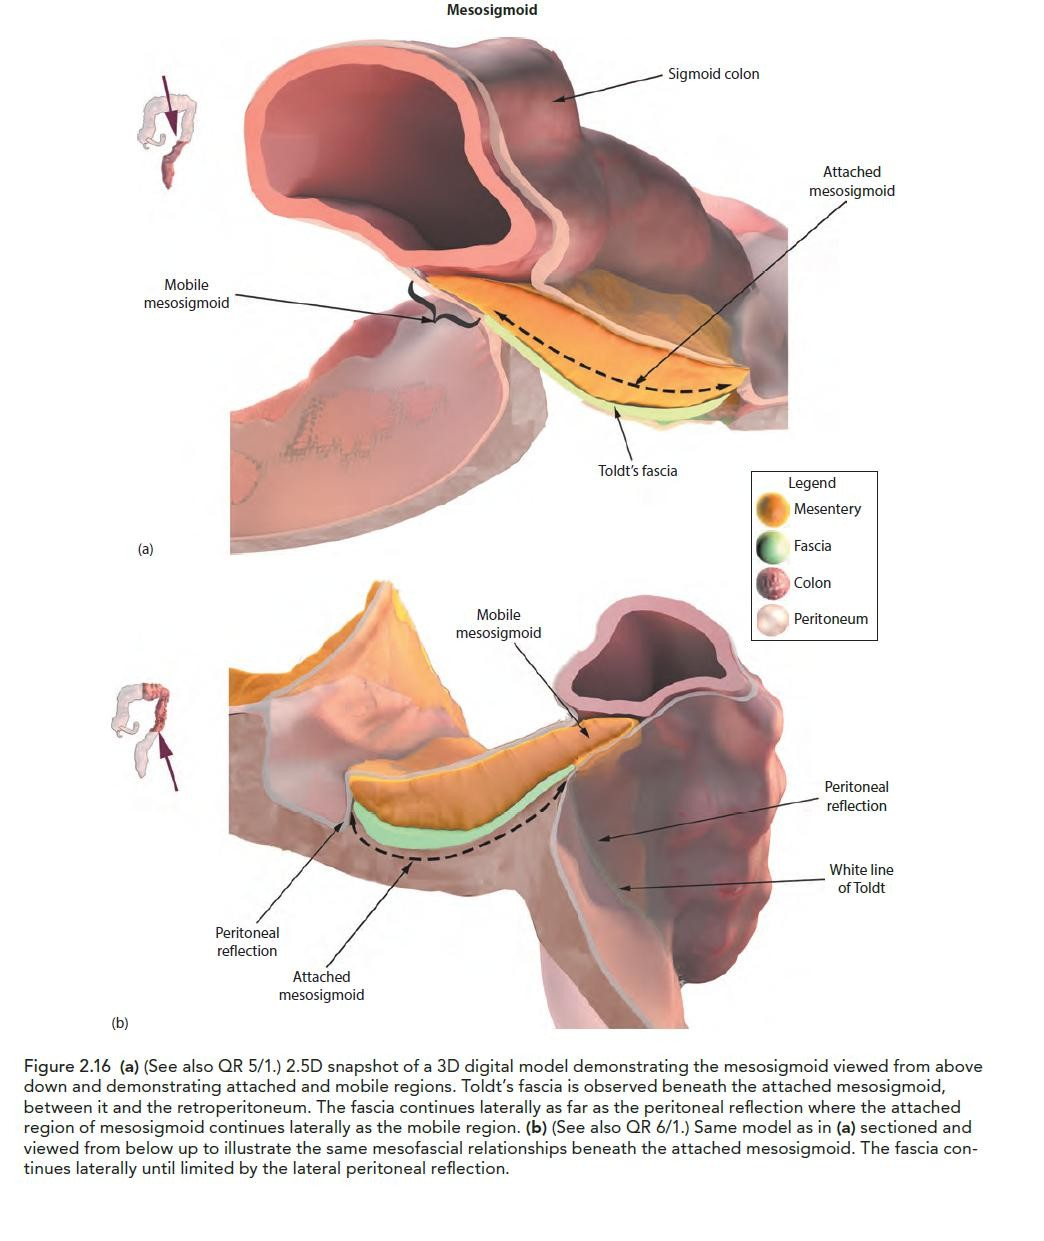 Mesosigmoid
Sigmoid colon
Attached
mesosigmoid
Mobile
mesosigmoid
Toldt’s fascia
Legend
Mesentery
Fascia
Colon
Peritoneum
(a)
Mobile
mesosigmoid
Peritoneal
reflection
White line
of Toldt
Peritoneal
reflection
Attached
mesosigmoid
(b)
Figure 2.16 (a) (See also QR 5/1.) 2.5D snapshot of a 3D digital model demonstrating the mesosigmoid viewed from above
down and demonstrating attached and mobile regions. Toldt’s fascia is observed beneath the attached mesosigmoid,
between it and the retroperitoneum. The fascia continues laterally as far as the peritoneal reflection where the attached
region of mesosigmoid continues laterally as the mobile region. (b) (See also QR 6/1.) Same model as in (a) sectioned and
viewed from below up to illustrate the same mesofascial relationships beneath the attached mesosigmoid. The fascia con-
tinues laterally until limited by the lateral peritoneal reflection.